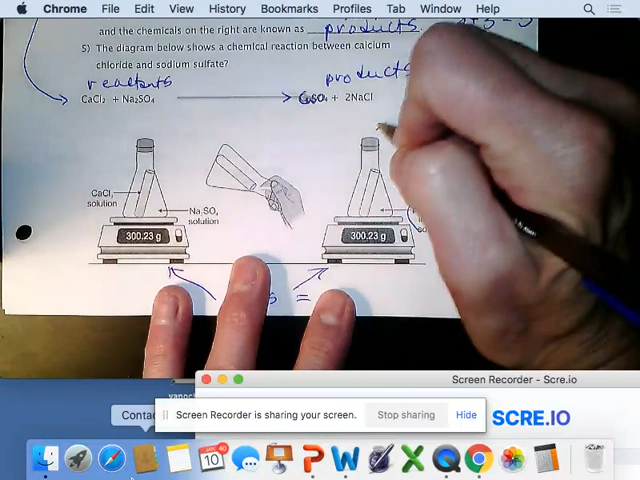 Chrome File Edit View History Bookmarks Profiles Tab Window Help
and the chemicals on the right are known as products.
5) The diagram below shows a chemical reaction between calcium
chloride and sodium sulfate?
reactants products
CaCl₂ + Na₂SO₄ CaSO₄ + 2NaCl
CaCl₂
solution
Na₂SO₄
solution
300.23 g 300.23 g
=
Screen Recorder - Scre.io
Screen Recorder is sharing your screen. Stop sharing Hide
SCRE.IO
10